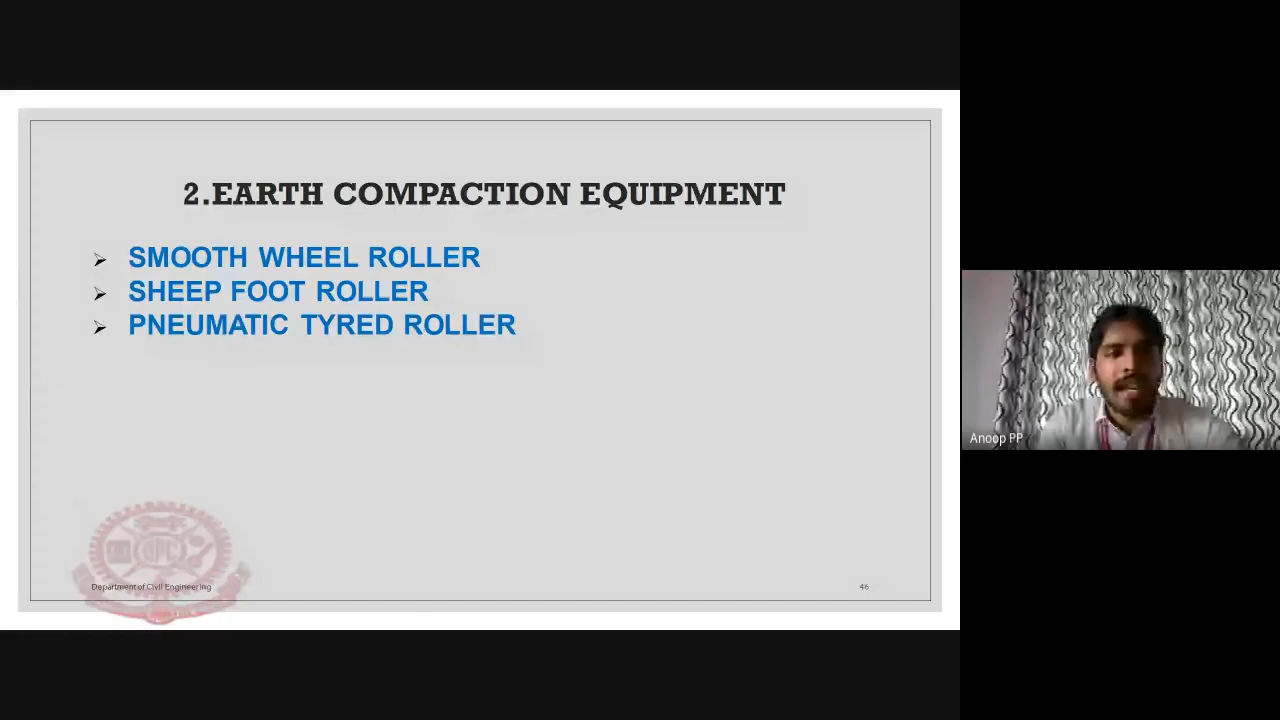 2.EARTH COMPACTION EQUIPMENT
➢ SMOOTH WHEEL ROLLER
➢ SHEEP FOOT ROLLER
➢ PNEUMATIC TYRED ROLLER
Department of Civil Engineering
46
Anoop PP